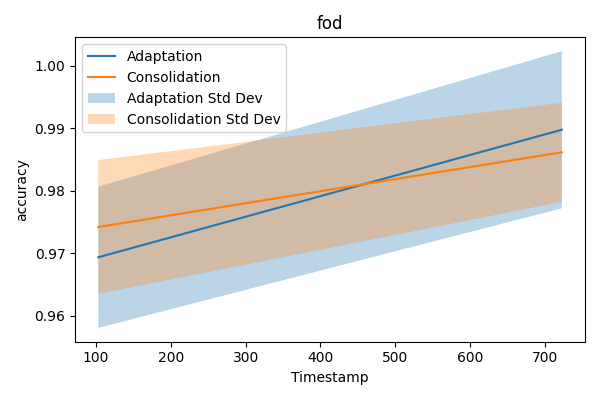 fod
Adaptation
Consolidation
Adaptation Std Dev
Consolidation Std Dev
1.00
0.99
0.98
0.97
0.96
accuracy
100 200 300 400 500 600 700
Timestamp